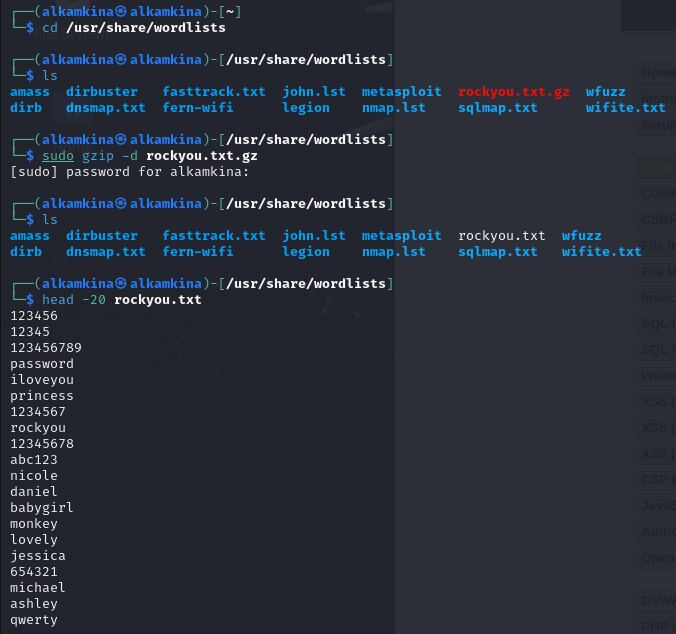 ┌──(alkamkina㉿alkamkina)-[~]
└─$ cd /usr/share/wordlists
┌──(alkamkina㉿alkamkina)-[/usr/share/wordlists]
└─$ ls
amass dirbuster fasttrack.txt john.lst metasploit rockyou.txt.gz wfuzz
dirb dnsmap.txt fern-wifi legion nmap.lst sqlmap.txt wifite.txt
┌──(alkamkina㉿alkamkina)-[/usr/share/wordlists]
└─$ sudo gzip -d rockyou.txt.gz
[sudo] password for alkamkina:
┌──(alkamkina㉿alkamkina)-[/usr/share/wordlists]
└─$ ls
amass dirbuster fasttrack.txt john.lst metasploit rockyou.txt wfuzz
dirb dnsmap.txt fern-wifi legion nmap.lst sqlmap.txt wifite.txt
┌──(alkamkina㉿alkamkina)-[/usr/share/wordlists]
└─$ head -20 rockyou.txt
123456
12345
123456789
password
iloveyou
princess
1234567
rockyou
12345678
abc123
nicole
daniel
babygirl
monkey
lovely
jessica
654321
michael
ashley
qwerty
Home
Setup
CSRF
File
File U
SQL
SQL
Weak
XSS (
XSS (
XSS (
CSP
JavaS
Autho
Open
DVWA
PHP